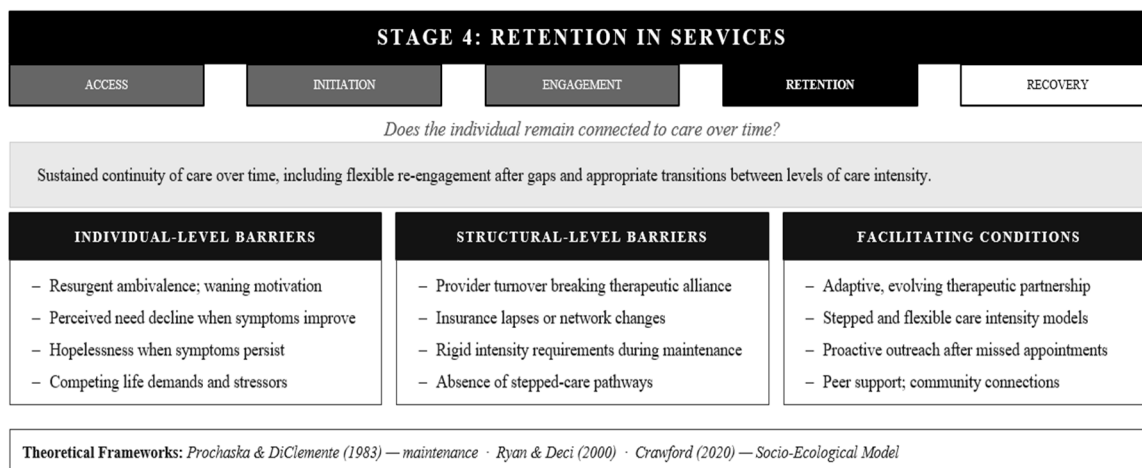 STAGE 4: RETENTION IN SERVICES
ACCESS
INITIATION
ENGAGEMENT
RETENTION
RECOVERY
Does the individual remain connected to care over time?
Sustained continuity of care over time, including flexible re-engagement after gaps and appropriate transitions between levels of care intensity.
INDIVIDUAL-LEVEL BARRIERS
– Resurgent ambivalence; waning motivation
– Perceived need decline when symptoms improve
– Hopelessness when symptoms persist
– Competing life demands and stressors
STRUCTURAL-LEVEL BARRIERS
– Provider turnover breaking therapeutic alliance
– Insurance lapses or network changes
– Rigid intensity requirements during maintenance
– Absence of stepped-care pathways
FACILITATING CONDITIONS
– Adaptive, evolving therapeutic partnership
– Stepped and flexible care intensity models
– Proactive outreach after missed appointments
– Peer support; community connections
Theoretical Frameworks: Prochaska & DiClemente (1983) — maintenance · Ryan & Deci (2000) · Crawford (2020) — Socio-Ecological Model